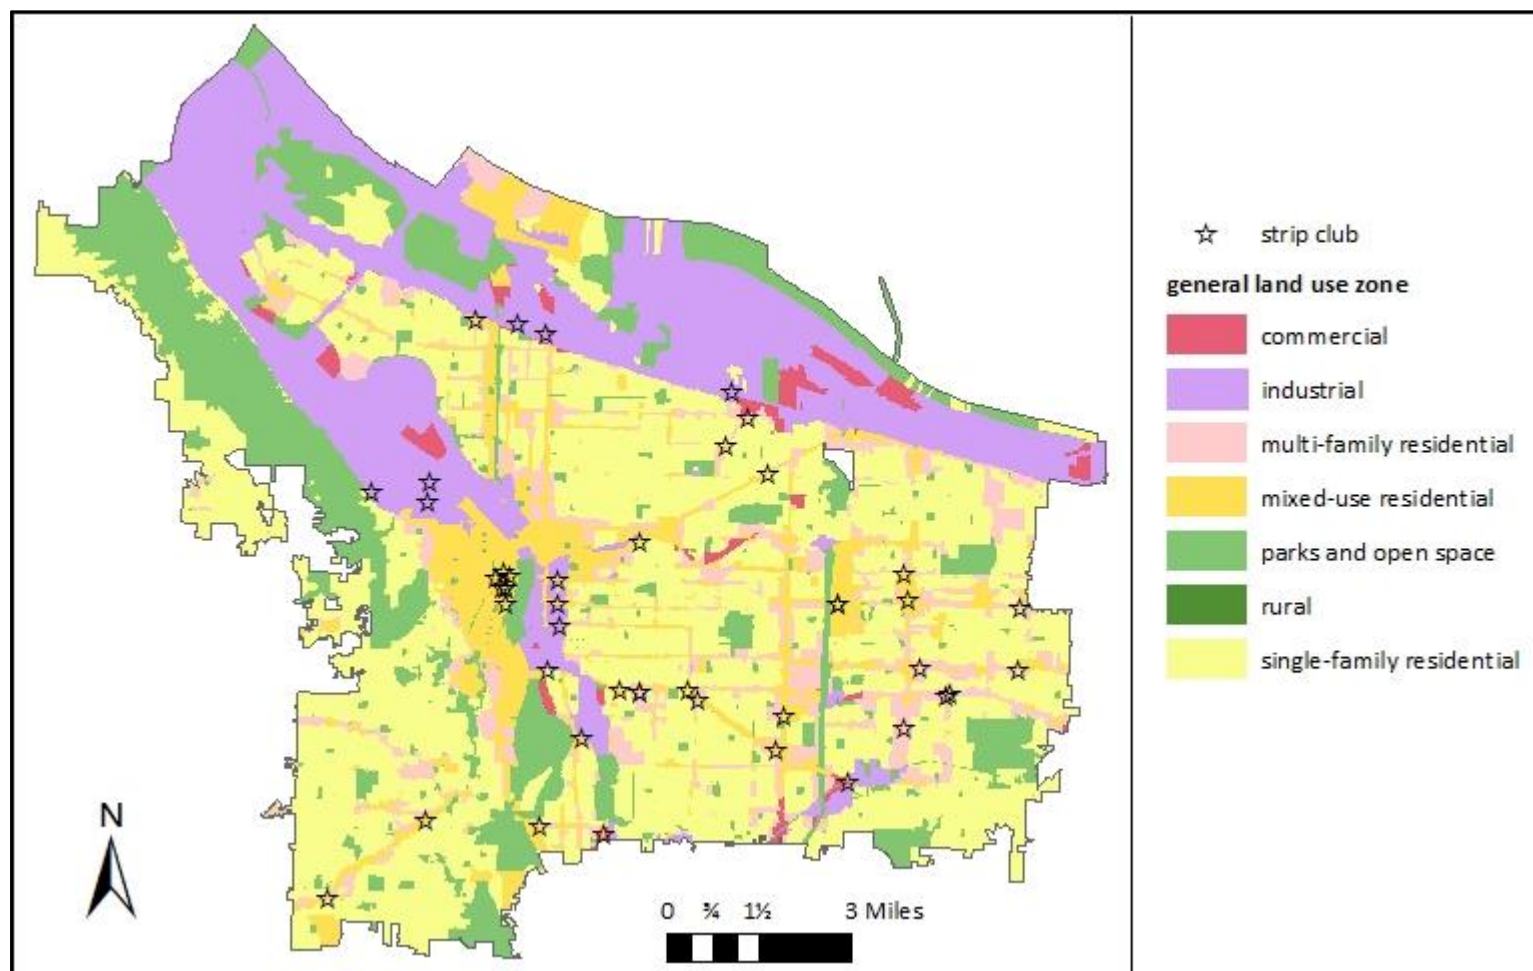 strip club
general land use zone
commercial
industrial
multi-family residential
mixed-use residential
parks and open space
rural
single-family residential
N
0 ¾ 1½ 3 Miles